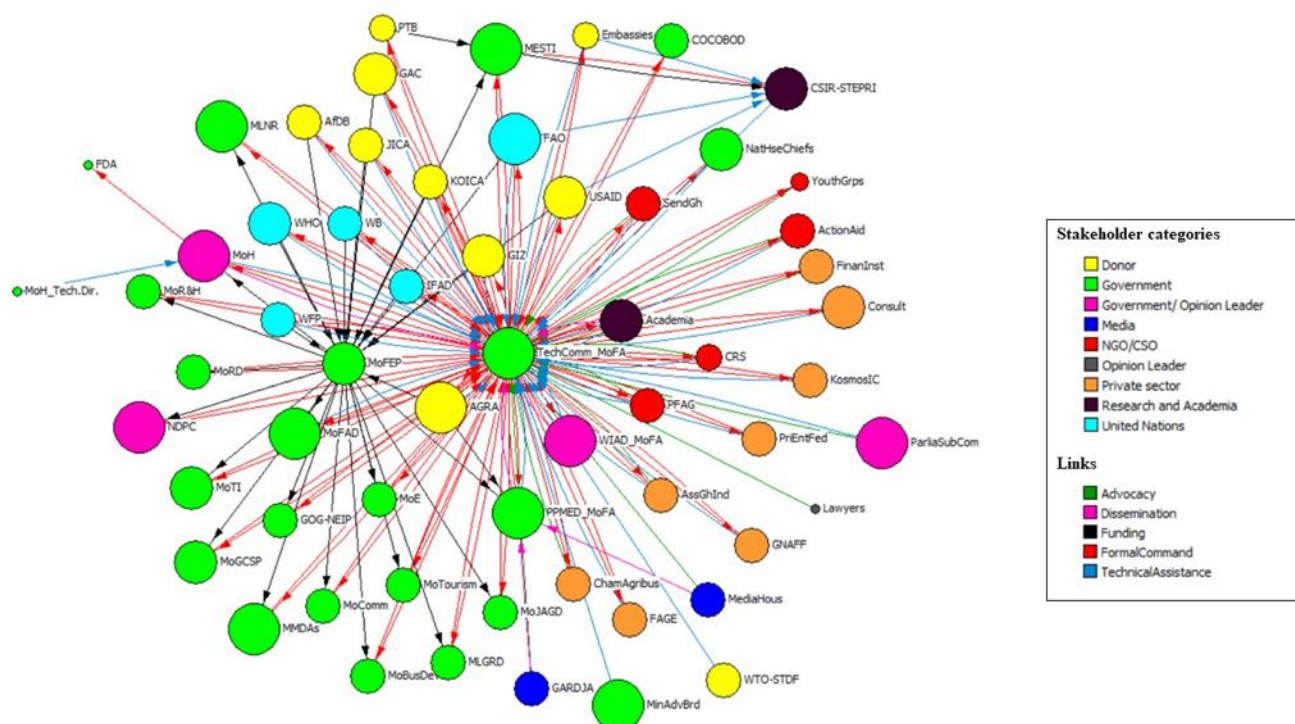 PTB
Embassies
MESTI
COCOBOD
GAC
CSIR-STEPRI
AfDB
MLNR
FAO
JICA
NatHseChiefs
FDA
KOICA
YouthGrps
USAID
SendGh
WHO
WB
ActionAid
MoH
GIZ
FinanInst
MoH_Tech.Dir.
IFAD
MoR&H
Consult
WFP
Academia
TechComm_MoFA
CRS
MoFEP
MoRD
KosmosIC
AGRA
PFAG
NDPC
MoFAD
WIAD_MoFA
PriEntFed
ParliaSubCom
MoTI
MoE
AssGhInd
Lawyers
GOG-NEIP
PPMED_MoFA
GNAFF
MoGCSP
MoTourism
ChamAgribus
MediaHous
MoComm
MoJAGD
FAGE
MMDAs
MLGRD
MoBusDev
WTO-STDF
GARDJA
MinAdvBrd
Stakeholder categories
Donor
Government
Government/ Opinion Leader
Media
NGO/CSO
Opinion Leader
Private sector
Research and Academia
United Nations
Links
Advocacy
Dissemination
Funding
FormalCommand
TechnicalAssistance